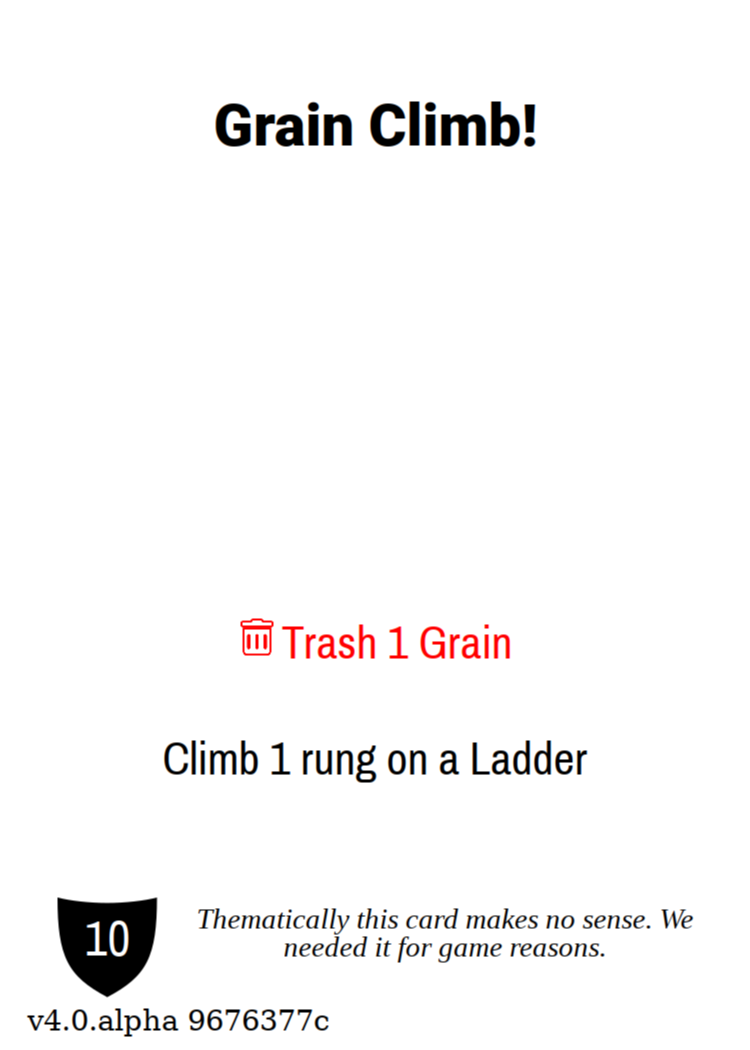 Grain Climb!
Trash 1 Grain
Climb 1 rung on a Ladder
10
Thematically this card makes no sense. We
needed it for game reasons.
v4.0.alpha 9676377c